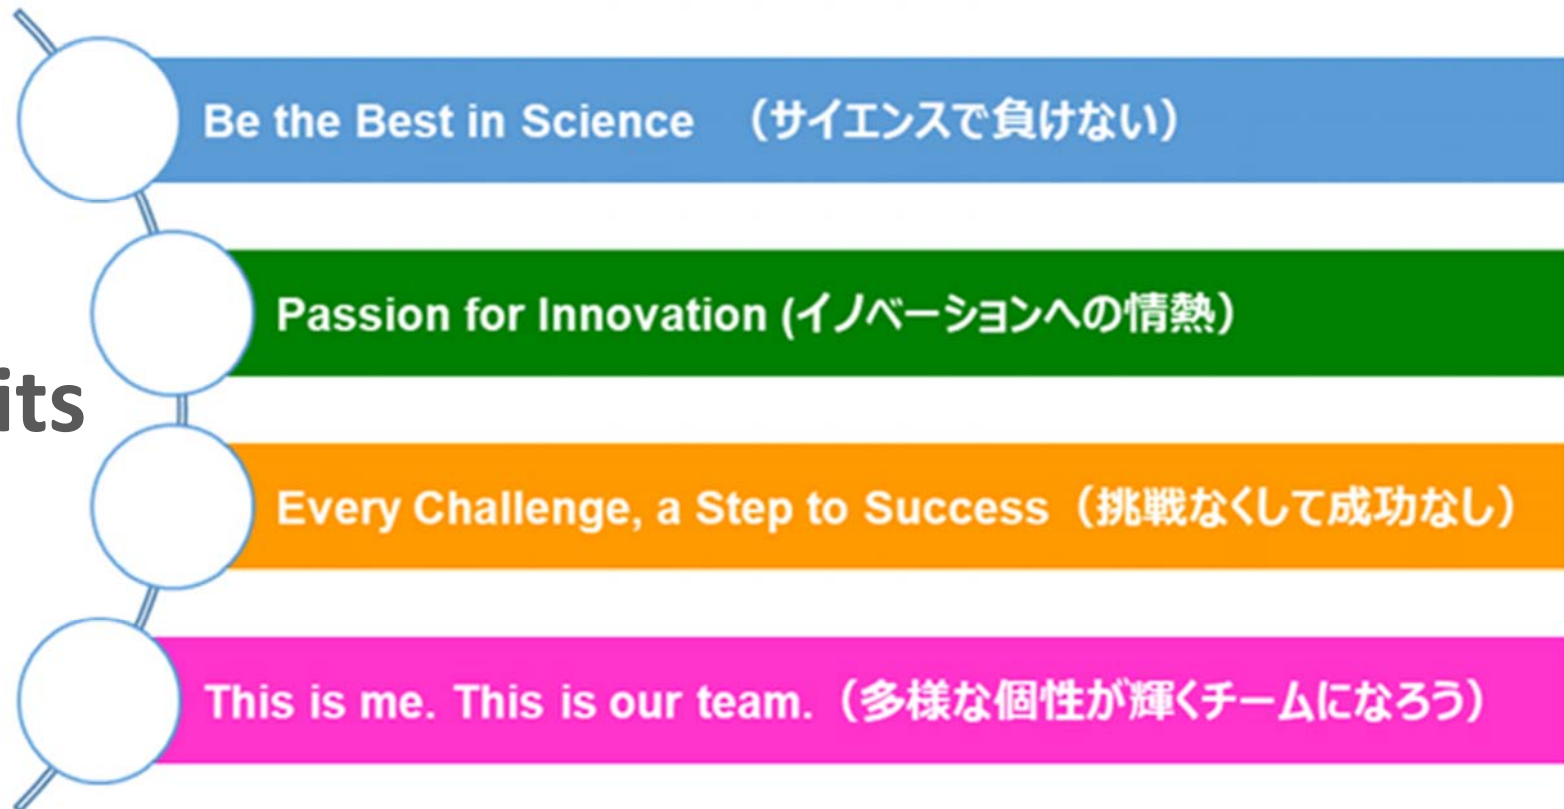 Be the Best in Science （サイエンスで負けない）
Passion for Innovation (イノベーションへの情熱）
its
Every Challenge, a Step to Success（挑戦なくして成功なし）
This is me. This is our team.（多様な個性が輝くチームになろう）